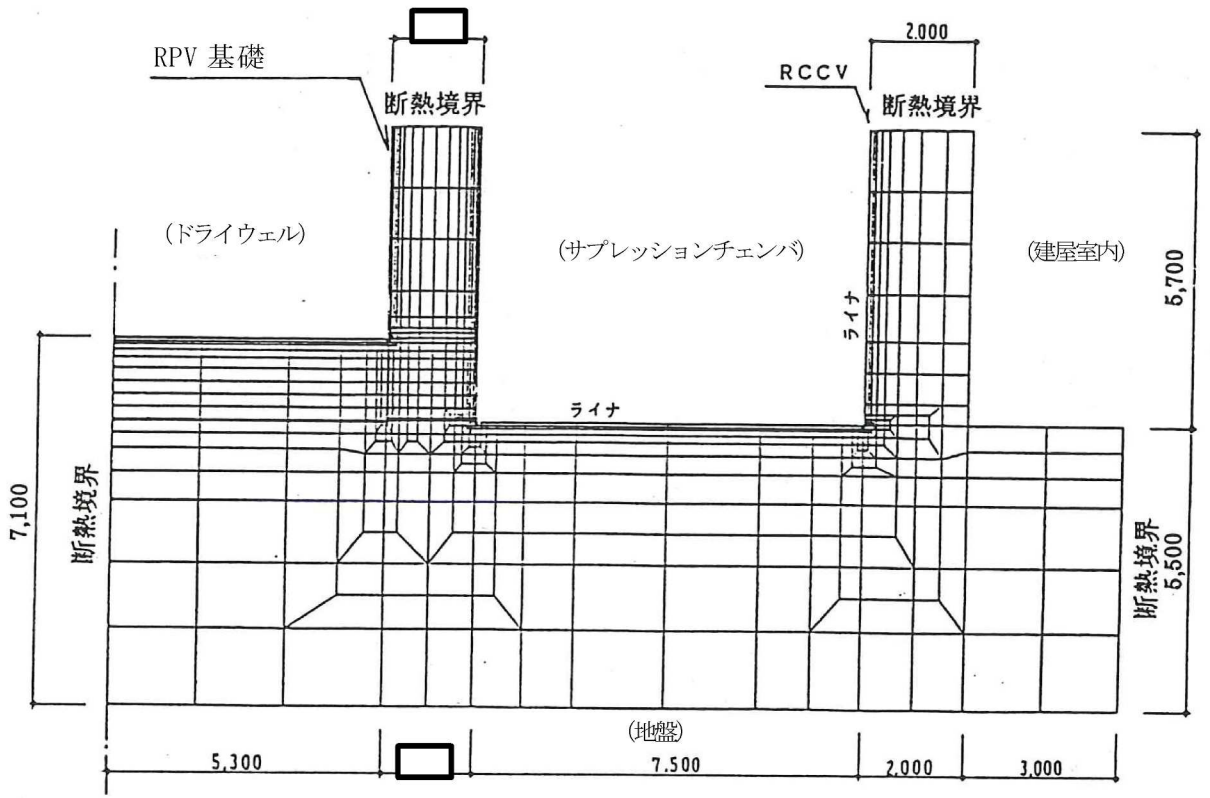 2.000
RPV 基礎
RCCV
断熱境界
断熱境界
(ドライウェル)
(サプレッションチェンバ)
(建屋室内)
5,700
ライナ
ライナ
7,100
断熱境界
断熱境界
5,500
(地盤)
5,300
7.500
2,000
3,000